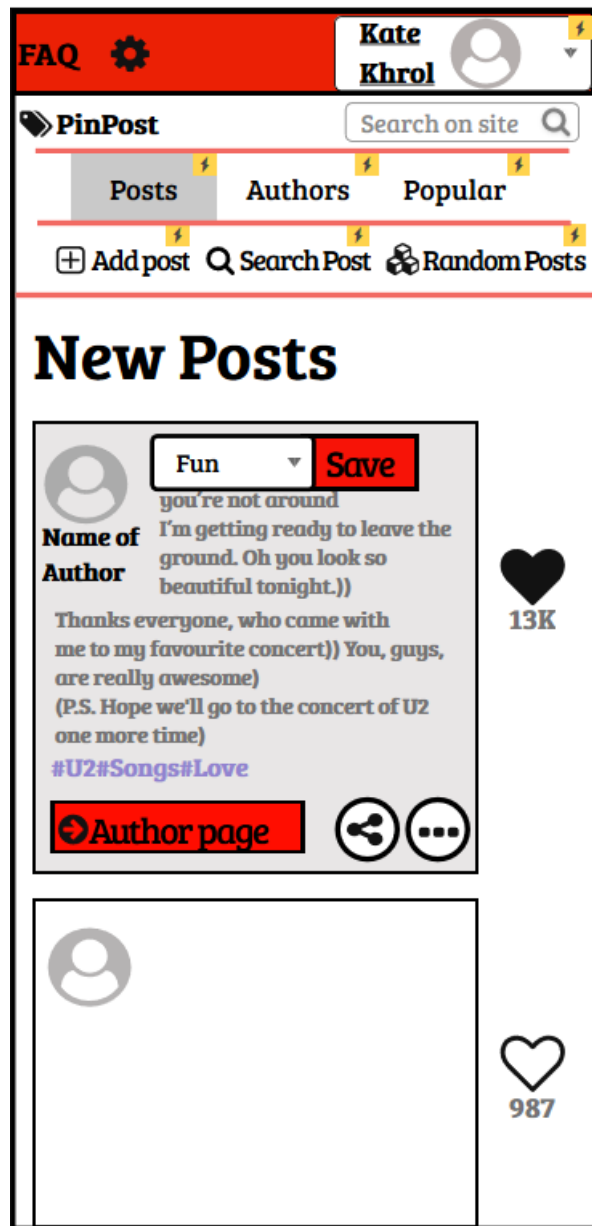 FAQ
Kate
Khrol
PinPost
Search on site
Posts Authors Popular
Add post Search Post Random Posts
New Posts
Fun Save
you're not around
I'm getting ready to leave the
ground. Oh you look so
beautiful tonight.))
Name of
Author
Thanks everyone, who came with
me to my favourite concert)) You, guys,
are really awesome)
(P.S. Hope we'll go to the concert of U2
one more time)
#U2#Songs#Love
Author page
13K
987